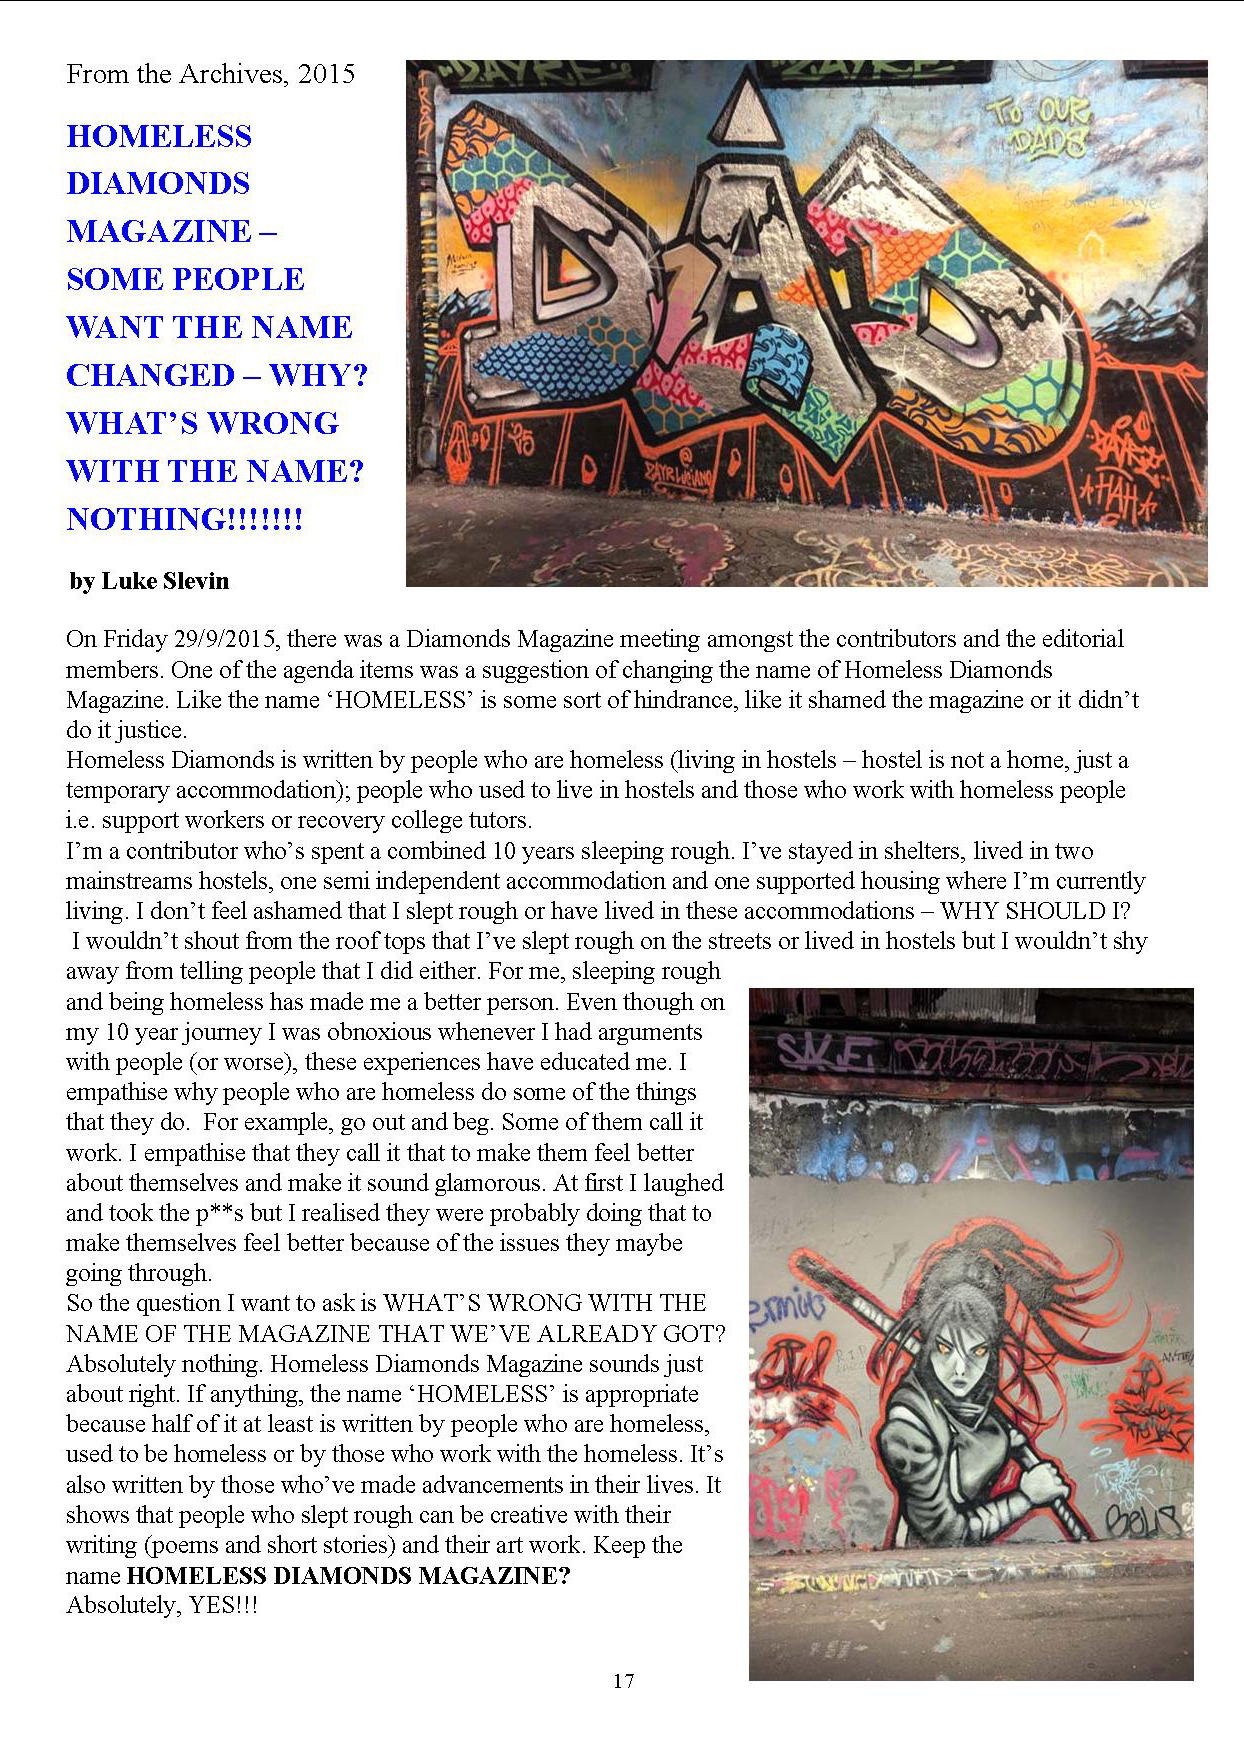 From the Archives, 2015
HOMELESS
DIAMONDS
MAGAZINE –
SOME PEOPLE
WANT THE NAME
CHANGED – WHY?
WHAT’S WRONG
WITH THE NAME?
NOTHING!!!!!!!
by Luke Slevin
TO OUR
DADS
DAD
@
ZAYRLUCIANO
HAH
On Friday 29/9/2015, there was a Diamonds Magazine meeting amongst the contributors and the editorial
members. One of the agenda items was a suggestion of changing the name of Homeless Diamonds
Magazine. Like the name ‘HOMELESS’ is some sort of hindrance, like it shamed the magazine or it didn’t
do it justice.
Homeless Diamonds is written by people who are homeless (living in hostels – hostel is not a home, just a
temporary accommodation); people who used to live in hostels and those who work with homeless people
i.e. support workers or recovery college tutors.
I’m a contributor who’s spent a combined 10 years sleeping rough. I’ve stayed in shelters, lived in two
mainstreams hostels, one semi independent accommodation and one supported housing where I’m currently
living. I don’t feel ashamed that I slept rough or have lived in these accommodations – WHY SHOULD I?
I wouldn’t shout from the roof tops that I’ve slept rough on the streets or lived in hostels but I wouldn’t shy
away from telling people that I did either. For me, sleeping rough
and being homeless has made me a better person. Even though on
my 10 year journey I was obnoxious whenever I had arguments
with people (or worse), these experiences have educated me. I
empathise why people who are homeless do some of the things
that they do.  For example, go out and beg. Some of them call it
work. I empathise that they call it that to make them feel better
about themselves and make it sound glamorous. At first I laughed
and took the p**s but I realised they were probably doing that to
make themselves feel better because of the issues they maybe
going through.
So the question I want to ask is WHAT’S WRONG WITH THE
NAME OF THE MAGAZINE THAT WE’VE ALREADY GOT?
Absolutely nothing. Homeless Diamonds Magazine sounds just
about right. If anything, the name ‘HOMELESS’ is appropriate
because half of it at least is written by people who are homeless,
used to be homeless or by those who work with the homeless. It’s
also written by those who’ve made advancements in their lives. It
shows that people who slept rough can be creative with their
writing (poems and short stories) and their art work. Keep the
name HOMELESS DIAMONDS MAGAZINE?
Absolutely, YES!!!
17